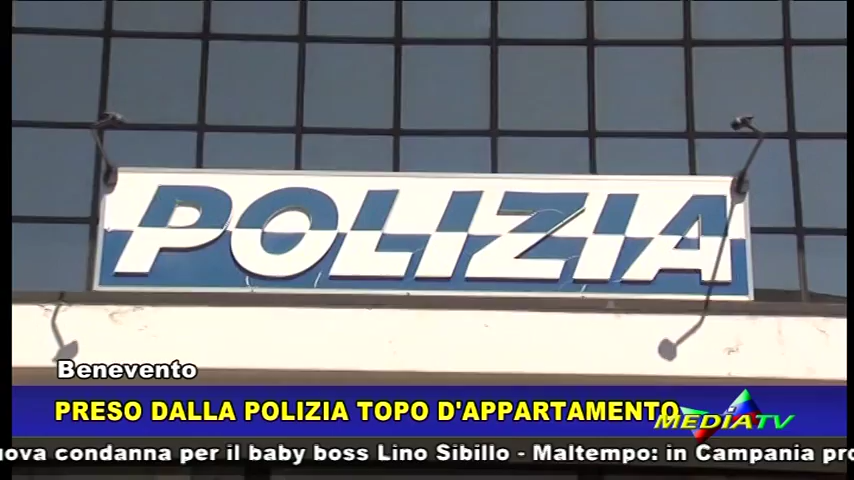 POLIZIA
Benevento
PRESO DALLA POLIZIA TOPO D'APPARTAMENTO
MEDIATV
condanna per il baby boss Lino Sibillo - Maltempo: in Campania